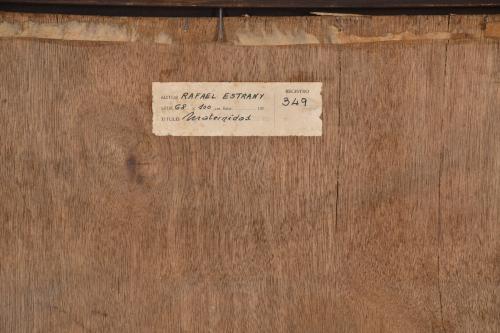 AUTOR RAFAEL ESTRANY REGISTRO
68 x 100 349
TITULO Maternidad